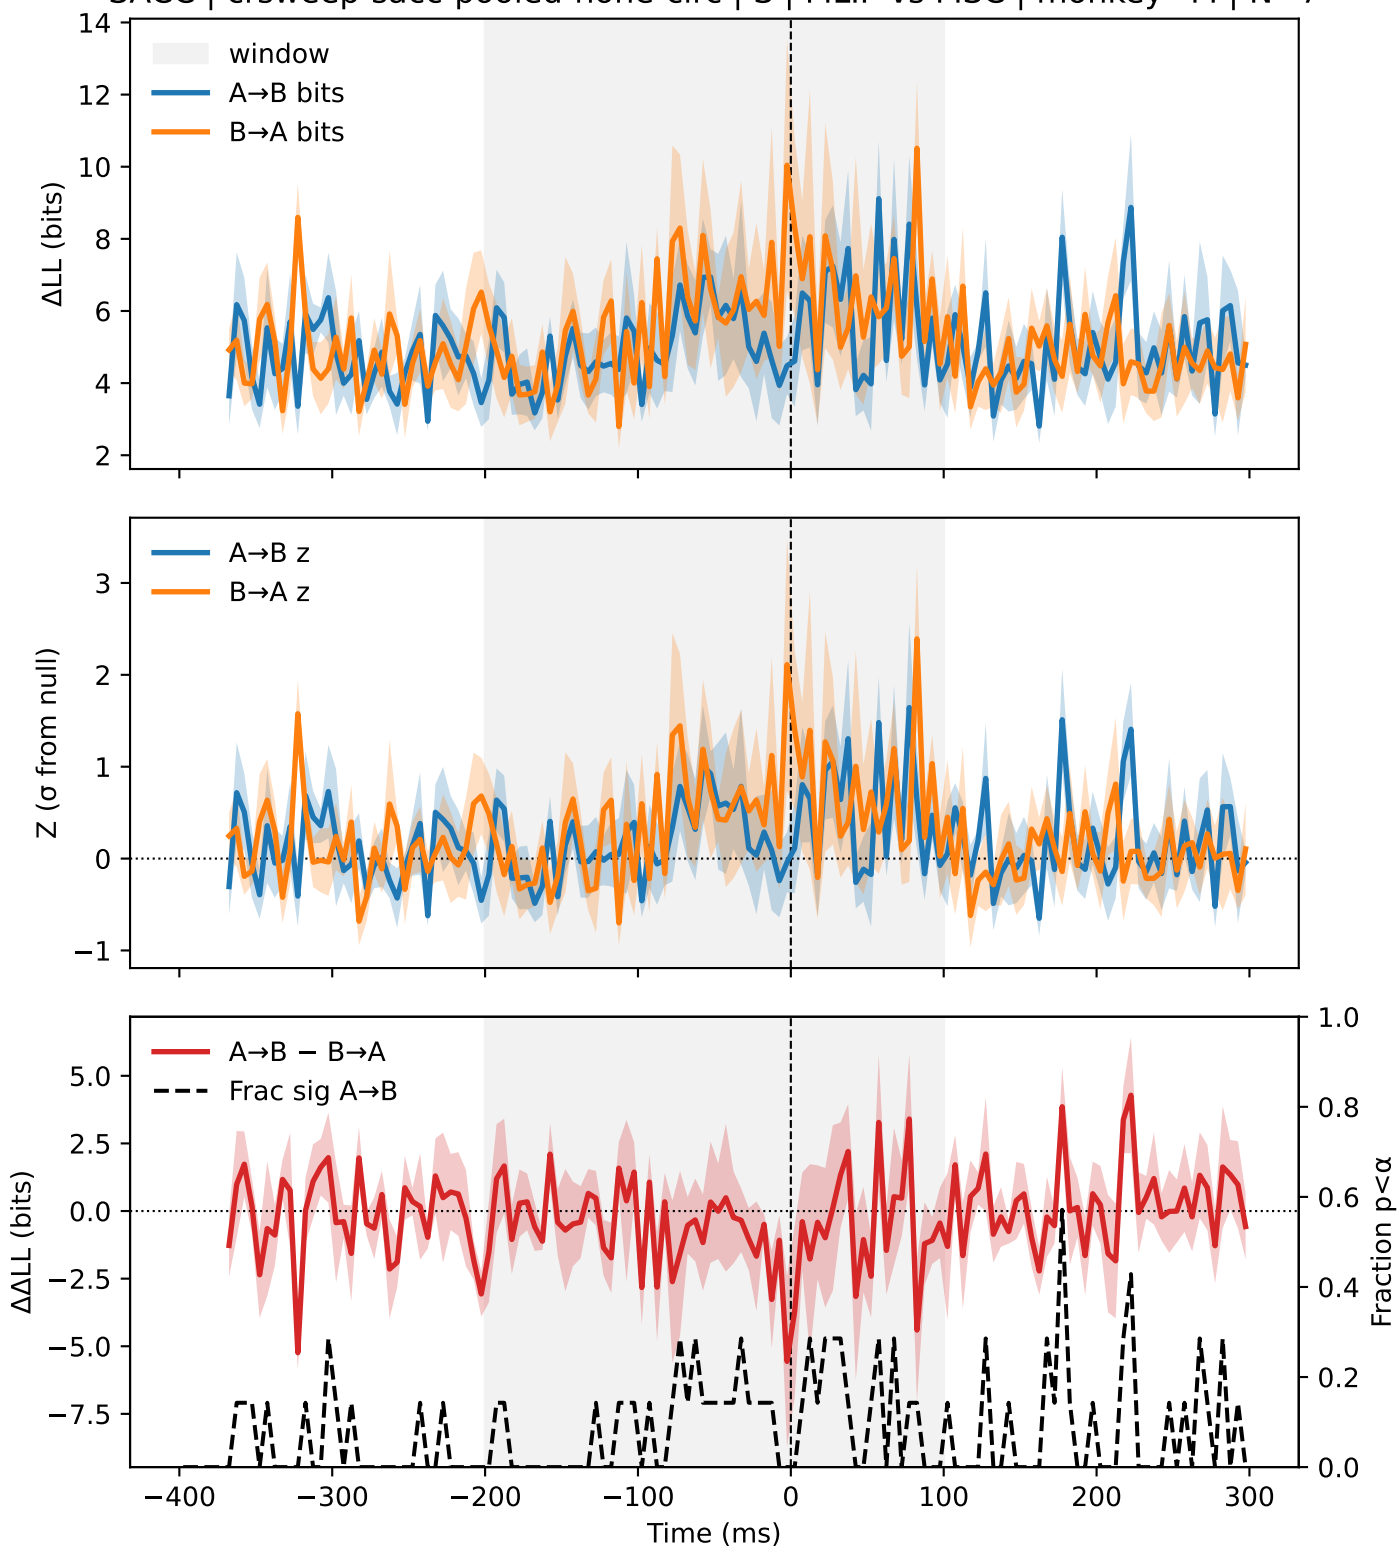 14
12
10
8
6
4
2
ΔLL (bits)
window
A→B bits
B→A bits
3
2
1
0
−1
Z (σ from null)
A→B z
B→A z
5.0
2.5
0.0
−2.5
−5.0
−7.5
ΔΔLL (bits)
A→B − B→A
Frac sig A→B
1.0
0.8
0.6
0.4
0.2
0.0
Fraction p<α
−400 −300 −200 −100 0 100 200 300
Time (ms)